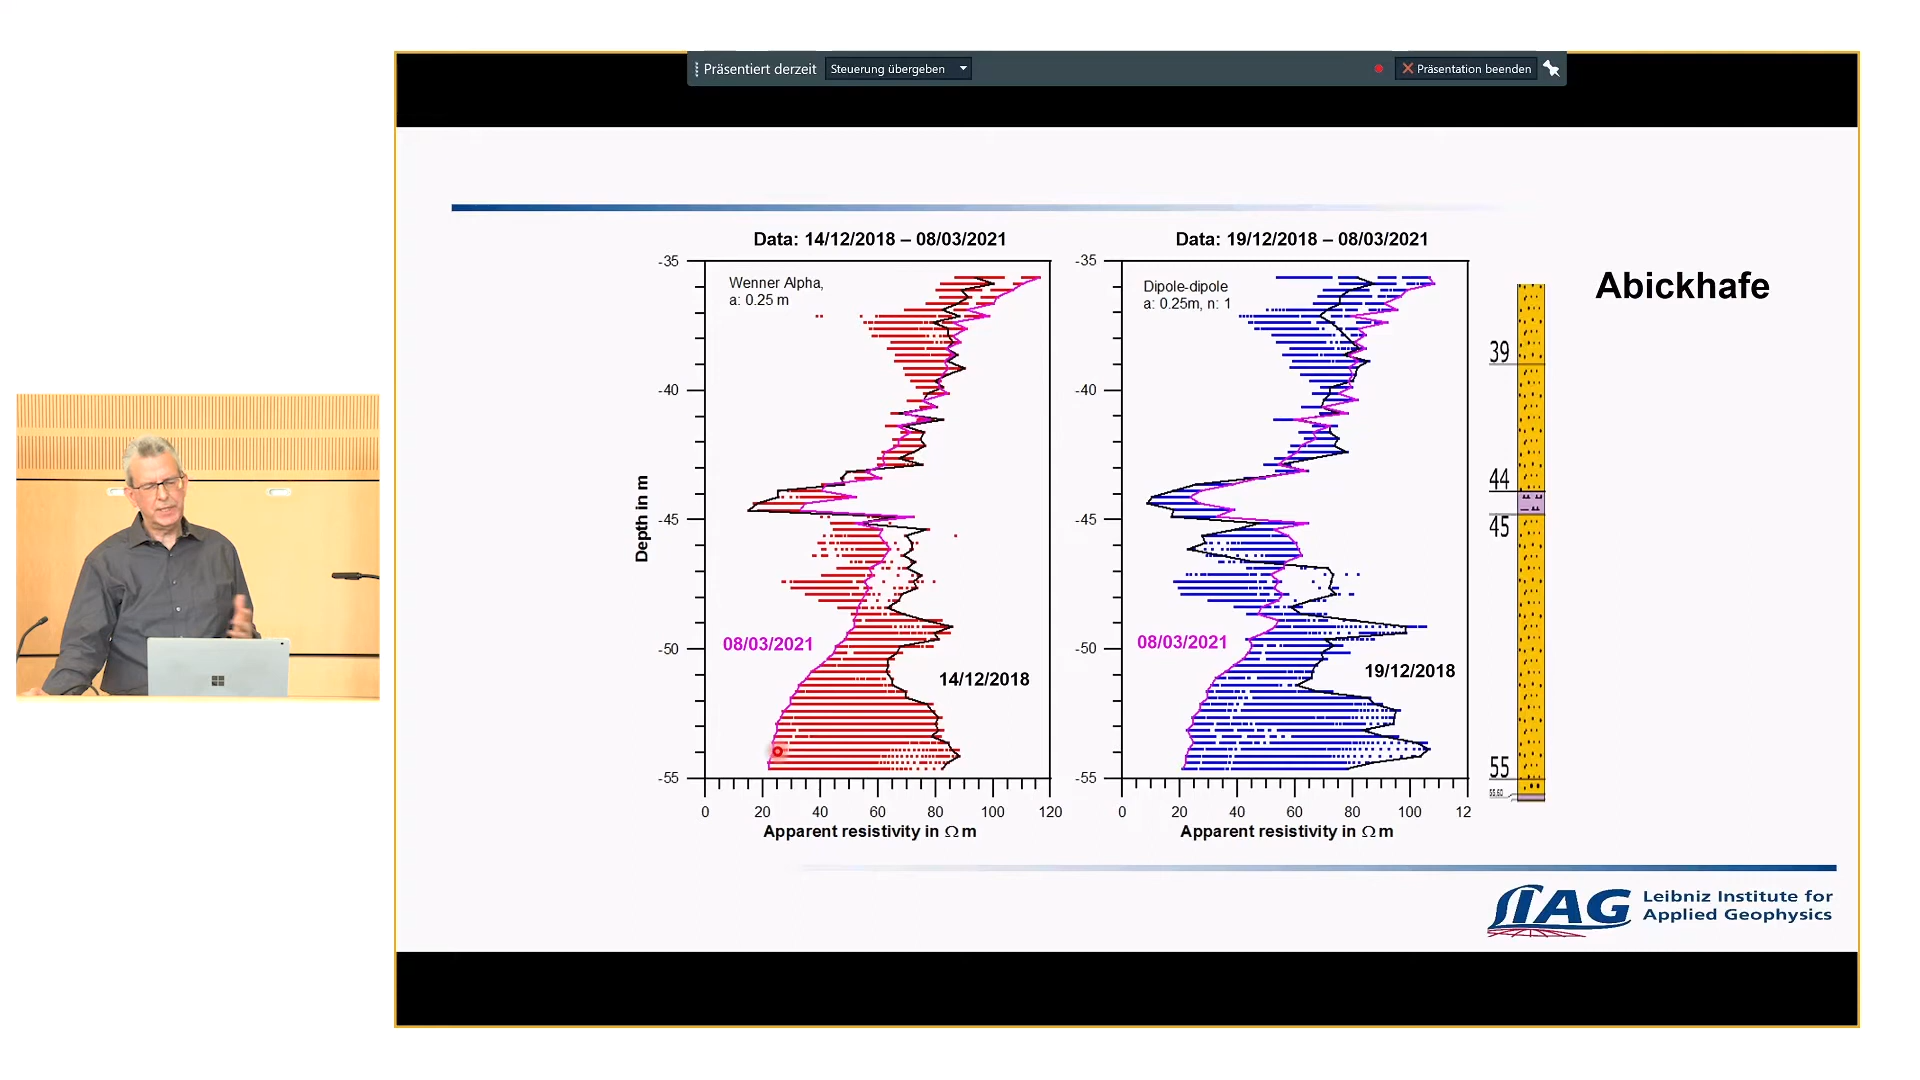 Präsentiert derzeit
Steuerung übergeben
Präsentation beenden
Data: 14/12/2018 – 08/03/2021
Data: 19/12/2018 – 08/03/2021
Abickhafe
Wenner Alpha,
a: 0.25 m
Dipole-dipole
a: 0.25m, n: 1
-35
-40
-45
-50
-55
Depth in m
08/03/2021
14/12/2018
0 20 40 60 80 100 120
Apparent resistivity in Ω m
-35
-40
-45
-50
-55
08/03/2021
19/12/2018
0 20 40 60 80 100 12
Apparent resistivity in Ω m
39
44
45
55
55.60
LIAG
Leibniz Institute for
Applied Geophysics